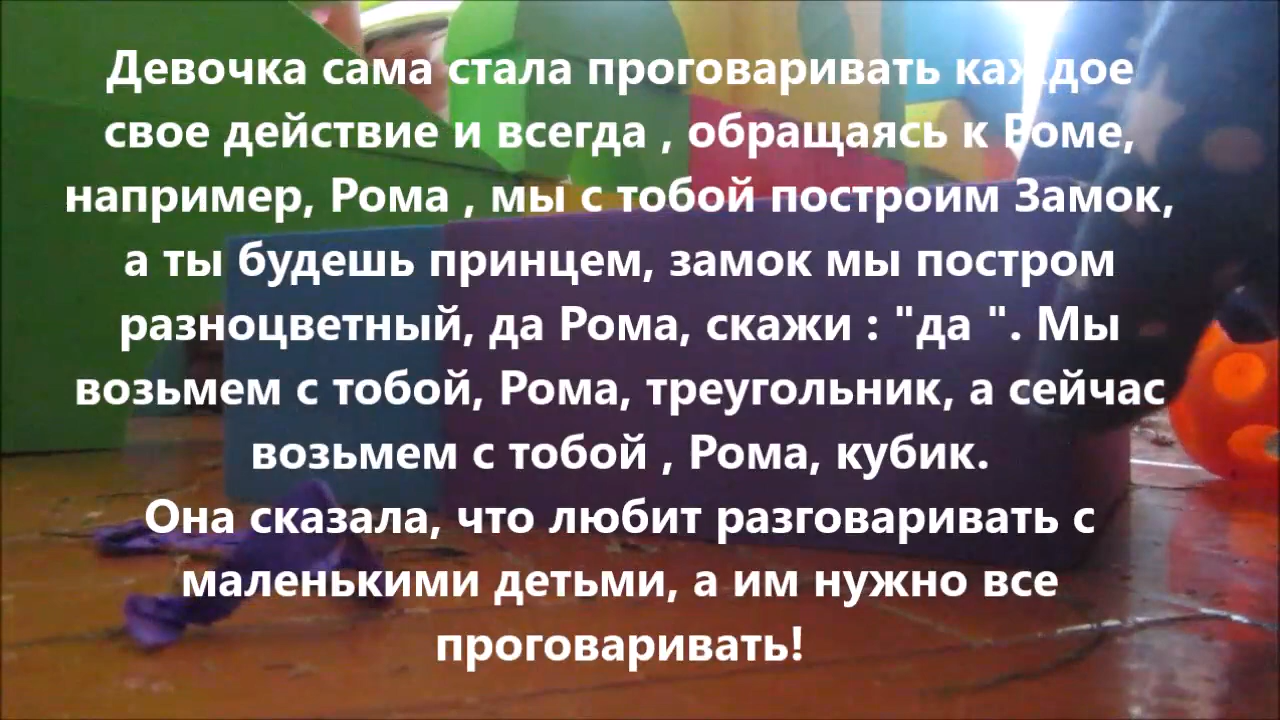 Девочка сама стала проговаривать каждое
свое действие и всегда , обращаясь к Роме,
например, Рома , мы с тобой построим Замок,
а ты будешь принцем, замок мы постром
разноцветный, да Рома, скажи : "да ". Мы
возьмем с тобой, Рома, треугольник, а сейчас
возьмем с тобой , Рома, кубик.
Она сказала, что любит разговаривать с
маленькими детьми, а им нужно все
проговаривать!